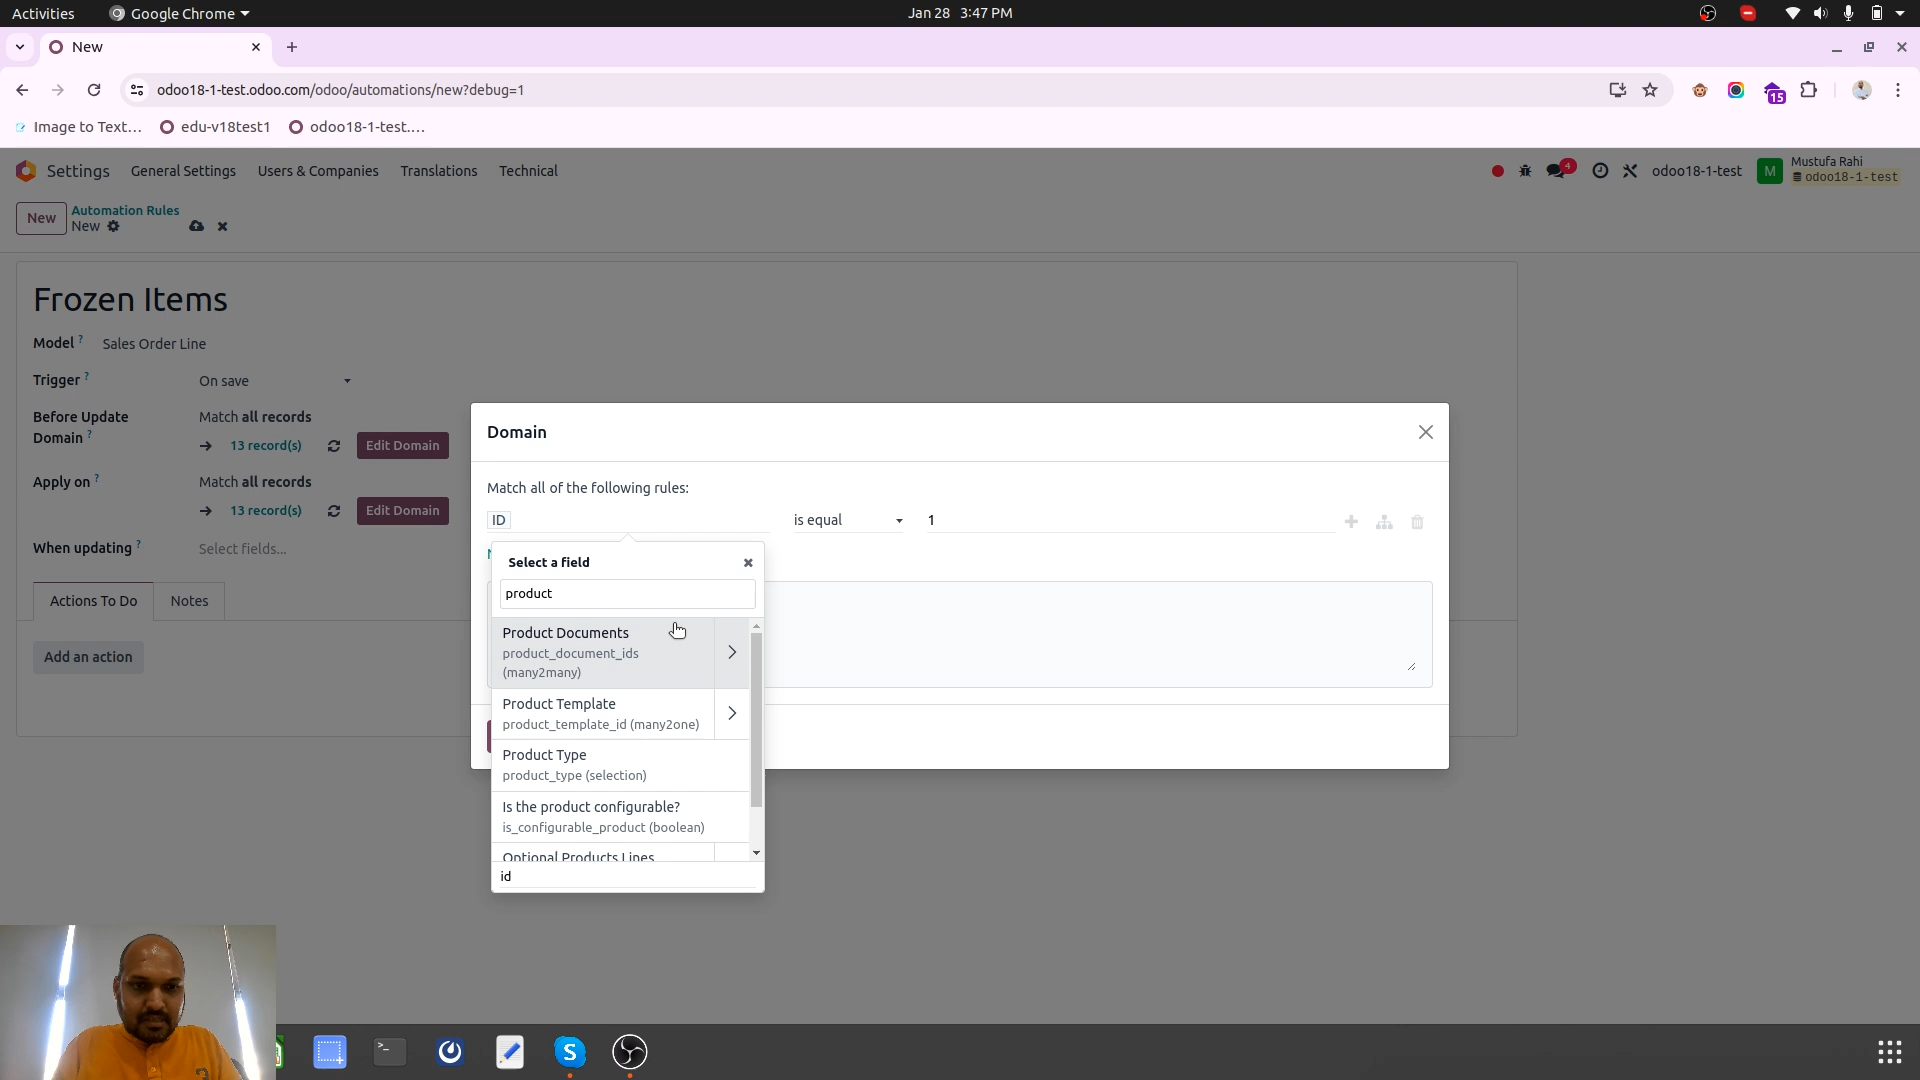 Activities
Google Chrome
Jan 28 3:47 PM
New
odoo18-1-test.odoo.com/odoo/automations/new?debug=1
15
Image to Text...
edu-v18test1
odoo18-1-test....
Settings
General Settings
Users & Companies
Translations
Technical
4
odoo18-1-test
M
Mustufa Rahi
odoo18-1-test
New
Automation Rules
New
Frozen Items
Model ?
Sales Order Line
Trigger ?
On save
Before Update Domain ?
Match all records
13 record(s)
Edit Domain
Apply on ?
Match all records
13 record(s)
Edit Domain
When updating ?
Select fields...
Actions To Do
Notes
Add an action
Domain
Match all of the following rules:
ID
is equal
1
Select a field
product
Product Documents
product_document_ids
(many2many)
Product Template
product_template_id (many2one)
Product Type
product_type (selection)
Is the product configurable?
is_configurable_product (boolean)
Optional Products Lines
id